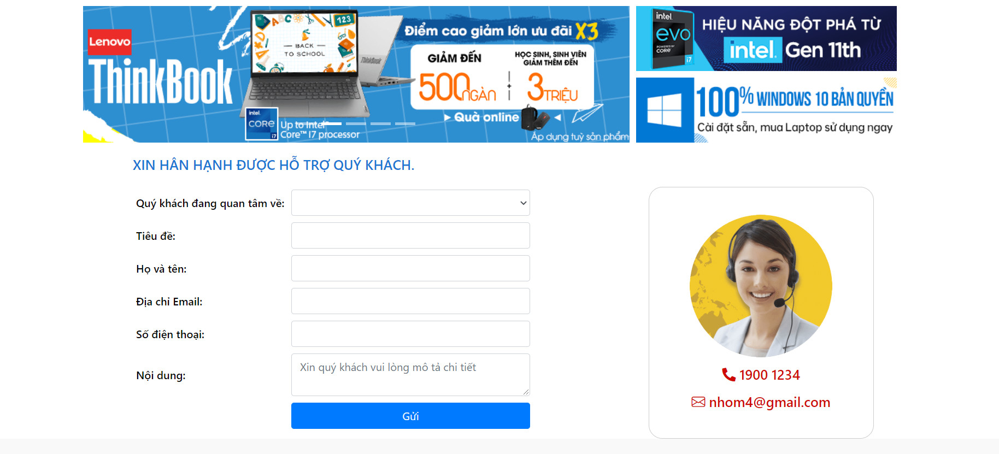 Lenovo
ThinkBook
ABC
123
BACK
TO SCHOOL
ThinkBook
intel.
CORE
i7
Up to Intel®
Core™ i7 processor
Điểm cao giảm lớn ưu đãi X3
GIẢM ĐẾN
500NGÀN
+
HỌC SINH, SINH VIÊN
GIẢM THÊM ĐẾN
3TRIỆU
Quà online
Áp dụng tuỳ sản phẩm
intel.
evo
POWERED BY
CORE
i7
HIỆU NĂNG ĐỘT PHÁ TỪ
intel. Gen 11th
100% WINDOWS 10 BẢN QUYỀN
Cài đặt sẵn, mua Laptop sử dụng ngay
XIN HÂN HẠNH ĐƯỢC HỖ TRỢ QUÝ KHÁCH.
Quý khách đang quan tâm về:
Tiêu đề:
Họ và tên:
Địa chỉ Email:
Số điện thoại:
Nội dung:
Xin quý khách vui lòng mô tả chi tiết
Gửi
1900 1234
nhom4@gmail.com